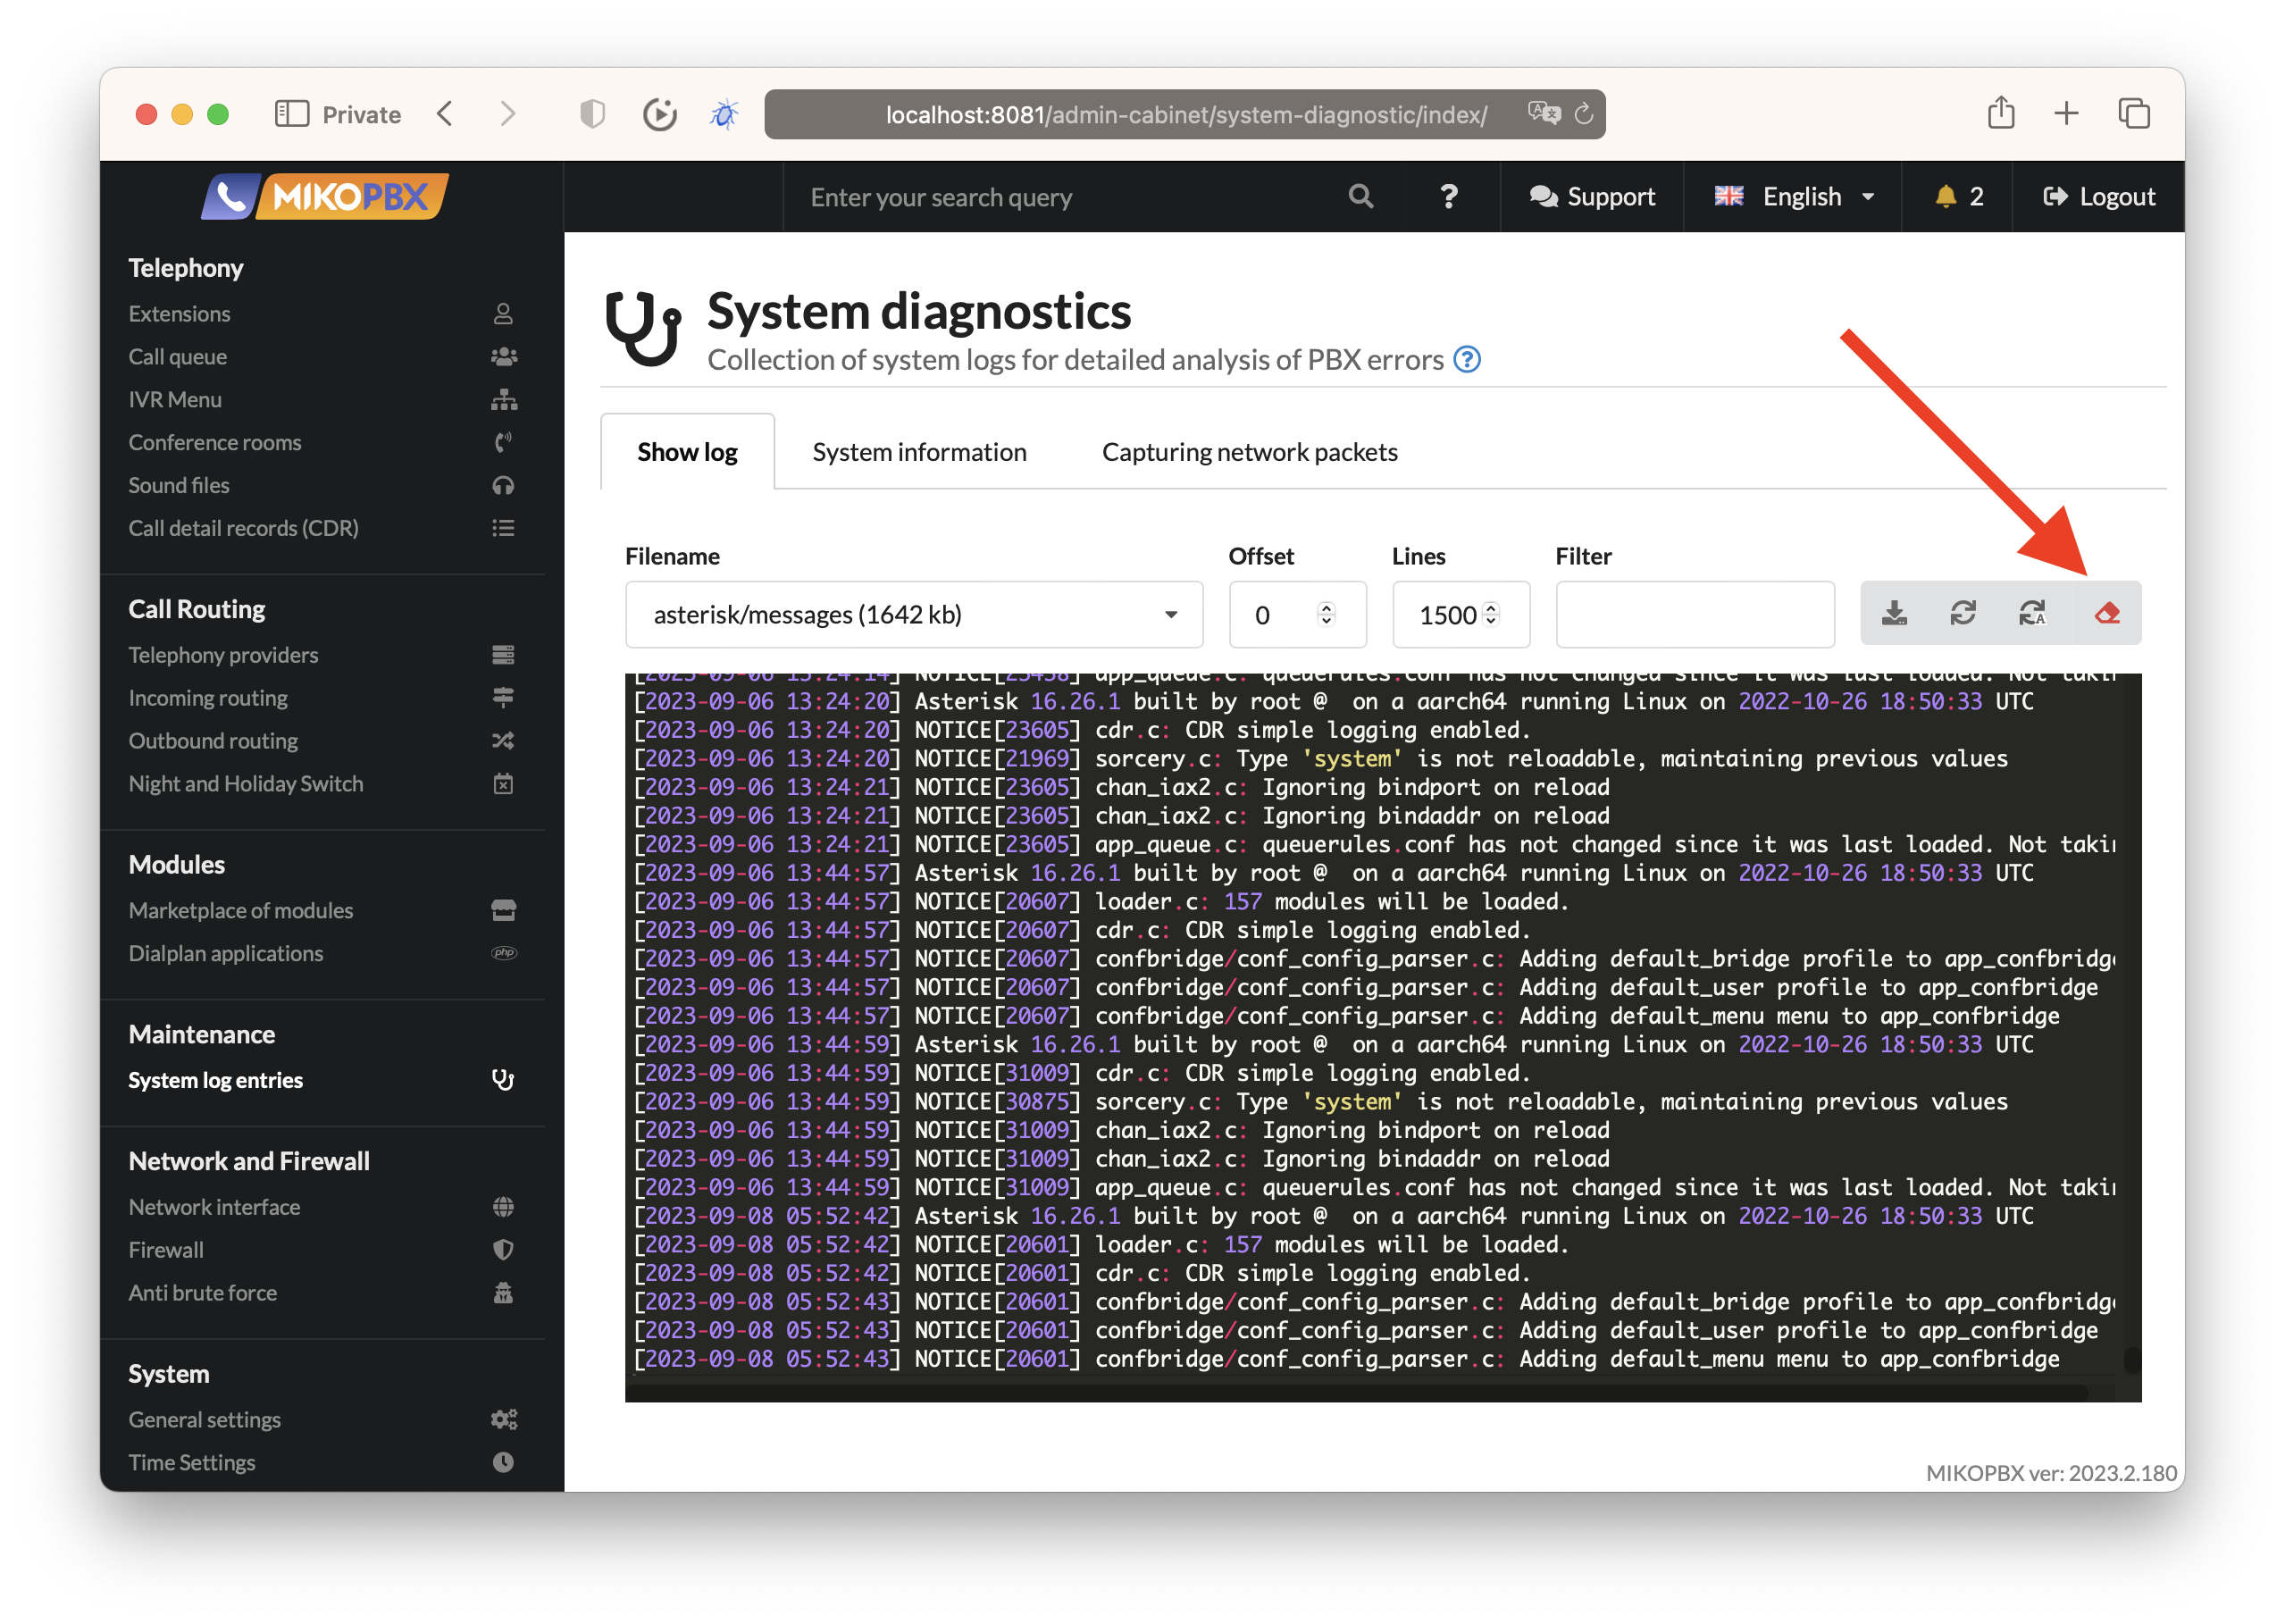 Private
localhost:8081/admin-cabinet/system-diagnostic/index/
MIKOPBX
Enter your search query
?
Support
English
2
Logout
Telephony
Extensions
Call queue
IVR Menu
Conference rooms
Sound files
Call detail records (CDR)
Call Routing
Telephony providers
Incoming routing
Outbound routing
Night and Holiday Switch
Modules
Marketplace of modules
Dialplan applications
php
Maintenance
System log entries
Network and Firewall
Network interface
Firewall
Anti brute force
System
General settings
Time Settings
System diagnostics
Collection of system logs for detailed analysis of PBX errors ?
Show log
System information
Capturing network packets
Filename
Offset
Lines
Filter
asterisk/messages (1642 kb)
0
1500
A
[2023-09-06 13:24:14] NOTICE[23438] app_queue.c: queuerules.conf has not changed since it was last loaded. Not takin
[2023-09-06 13:24:20] Asterisk 16.26.1 built by root @  on a aarch64 running Linux on 2022-10-26 18:50:33 UTC
[2023-09-06 13:24:20] NOTICE[23605] cdr.c: CDR simple logging enabled.
[2023-09-06 13:24:20] NOTICE[21969] sorcery.c: Type 'system' is not reloadable, maintaining previous values
[2023-09-06 13:24:21] NOTICE[23605] chan_iax2.c: Ignoring bindport on reload
[2023-09-06 13:24:21] NOTICE[23605] chan_iax2.c: Ignoring bindaddr on reload
[2023-09-06 13:24:21] NOTICE[23605] app_queue.c: queuerules.conf has not changed since it was last loaded. Not takin
[2023-09-06 13:44:57] Asterisk 16.26.1 built by root @  on a aarch64 running Linux on 2022-10-26 18:50:33 UTC
[2023-09-06 13:44:57] NOTICE[20607] loader.c: 157 modules will be loaded.
[2023-09-06 13:44:57] NOTICE[20607] cdr.c: CDR simple logging enabled.
[2023-09-06 13:44:57] NOTICE[20607] confbridge/conf_config_parser.c: Adding default_bridge profile to app_confbridge
[2023-09-06 13:44:57] NOTICE[20607] confbridge/conf_config_parser.c: Adding default_user profile to app_confbridge
[2023-09-06 13:44:57] NOTICE[20607] confbridge/conf_config_parser.c: Adding default_menu menu to app_confbridge
[2023-09-06 13:44:59] Asterisk 16.26.1 built by root @  on a aarch64 running Linux on 2022-10-26 18:50:33 UTC
[2023-09-06 13:44:59] NOTICE[31009] cdr.c: CDR simple logging enabled.
[2023-09-06 13:44:59] NOTICE[30875] sorcery.c: Type 'system' is not reloadable, maintaining previous values
[2023-09-06 13:44:59] NOTICE[31009] chan_iax2.c: Ignoring bindport on reload
[2023-09-06 13:44:59] NOTICE[31009] chan_iax2.c: Ignoring bindaddr on reload
[2023-09-06 13:44:59] NOTICE[31009] app_queue.c: queuerules.conf has not changed since it was last loaded. Not takin
[2023-09-08 05:52:42] Asterisk 16.26.1 built by root @  on a aarch64 running Linux on 2022-10-26 18:50:33 UTC
[2023-09-08 05:52:42] NOTICE[20601] loader.c: 157 modules will be loaded.
[2023-09-08 05:52:42] NOTICE[20601] cdr.c: CDR simple logging enabled.
[2023-09-08 05:52:43] NOTICE[20601] confbridge/conf_config_parser.c: Adding default_bridge profile to app_confbridge
[2023-09-08 05:52:43] NOTICE[20601] confbridge/conf_config_parser.c: Adding default_user profile to app_confbridge
[2023-09-08 05:52:43] NOTICE[20601] confbridge/conf_config_parser.c: Adding default_menu menu to app_confbridge
MIKOPBX ver: 2023.2.180